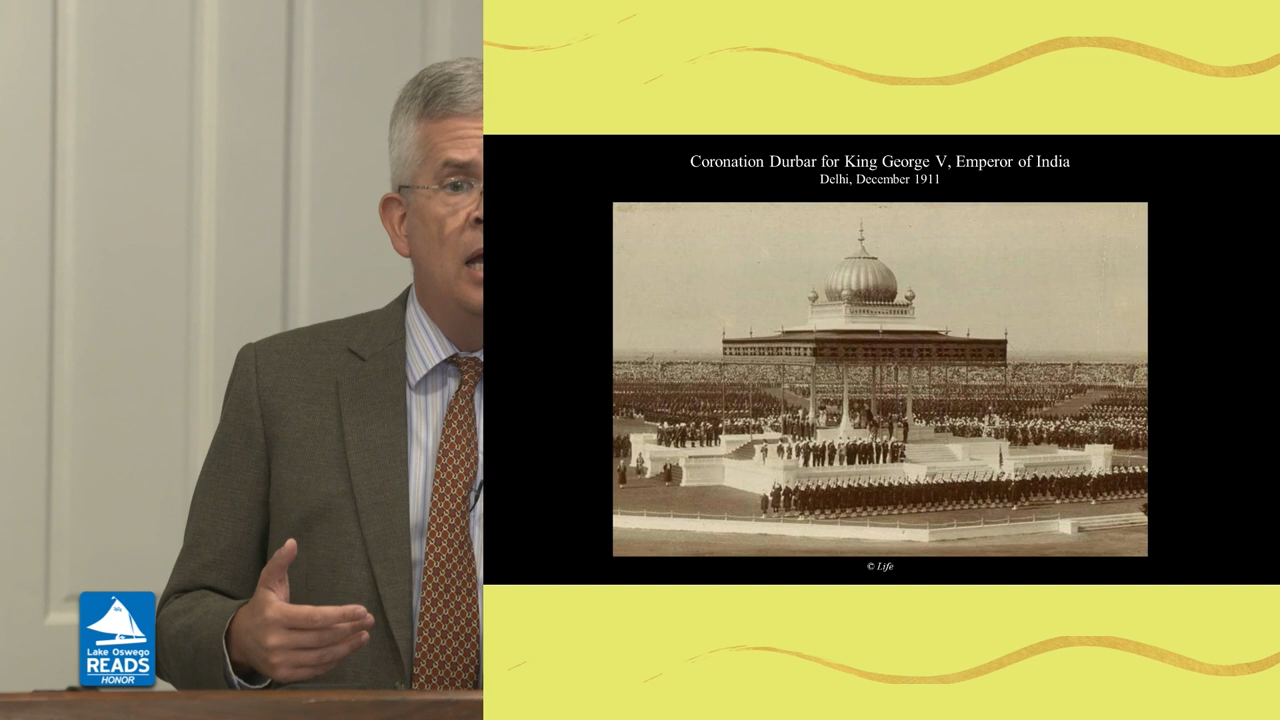 Coronation Durbar for King George V, Emperor of India
Delhi, December 1911
© Life
Lake Oswego
READS
HONOR